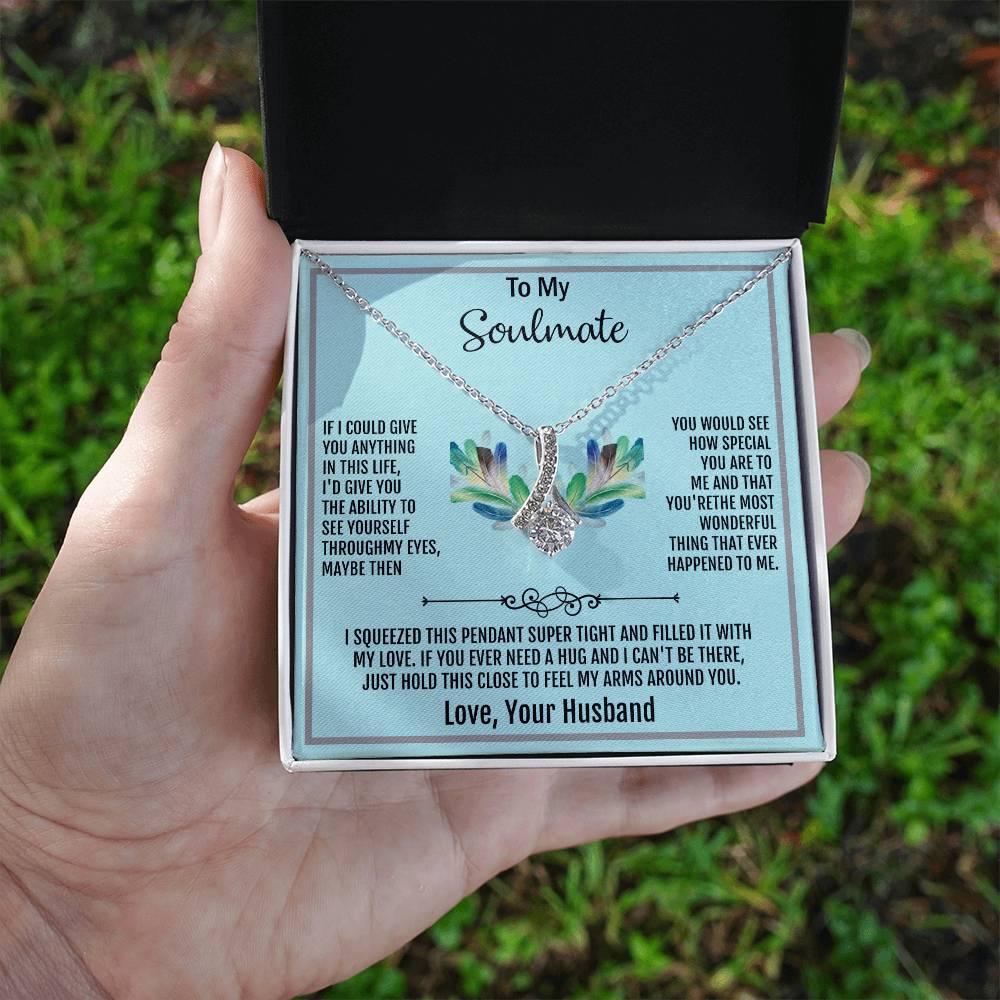 To My
Soulmate
IF I COULD GIVE
YOU ANYTHING
IN THIS LIFE,
I'D GIVE YOU
THE ABILITY TO
SEE YOURSELF
THROUGHMY EYES,
MAYBE THEN
YOU WOULD SEE
HOW SPECIAL
YOU ARE TO
ME AND THAT
YOU'RETHE MOST
WONDERFUL
THING THAT EVER
HAPPENED TO ME.
I SQUEEZED THIS PENDANT SUPER TIGHT AND FILLED IT WITH
MY LOVE. IF YOU EVER NEED A HUG AND I CAN'T BE THERE,
JUST HOLD THIS CLOSE TO FEEL MY ARMS AROUND YOU.
Love, Your Husband